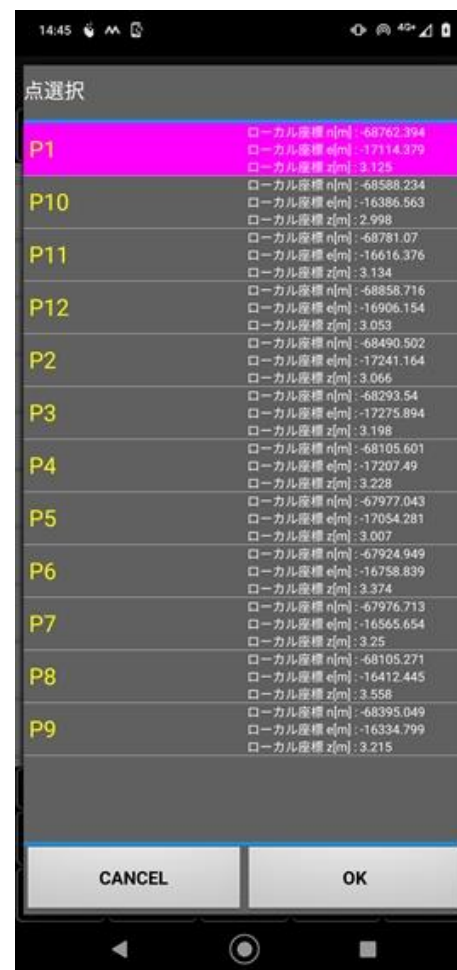 14:45
4G+
点選択
P1
ローカル座標 n[m] : -68762.394
ローカル座標 e[m] : -17114.379
ローカル座標 z[m] : 3.125
P10
ローカル座標 n[m] : -68588.234
ローカル座標 e[m] : -16386.563
ローカル座標 z[m] : 2.998
P11
ローカル座標 n[m] : -68781.07
ローカル座標 e[m] : -16616.376
ローカル座標 z[m] : 3.134
P12
ローカル座標 n[m] : -68858.716
ローカル座標 e[m] : -16906.154
ローカル座標 z[m] : 3.053
P2
ローカル座標 n[m] : -68490.502
ローカル座標 e[m] : -17241.164
ローカル座標 z[m] : 3.066
P3
ローカル座標 n[m] : -68293.54
ローカル座標 e[m] : -17275.894
ローカル座標 z[m] : 3.198
P4
ローカル座標 n[m] : -68105.601
ローカル座標 e[m] : -17207.49
ローカル座標 z[m] : 3.228
P5
ローカル座標 n[m] : -67977.043
ローカル座標 e[m] : -17054.281
ローカル座標 z[m] : 3.007
P6
ローカル座標 n[m] : -67924.949
ローカル座標 e[m] : -16758.839
ローカル座標 z[m] : 3.374
P7
ローカル座標 n[m] : -67976.713
ローカル座標 e[m] : -16565.654
ローカル座標 z[m] : 3.25
P8
ローカル座標 n[m] : -68105.271
ローカル座標 e[m] : -16412.445
ローカル座標 z[m] : 3.558
P9
ローカル座標 n[m] : -68395.049
ローカル座標 e[m] : -16334.799
ローカル座標 z[m] : 3.215
CANCEL
OK